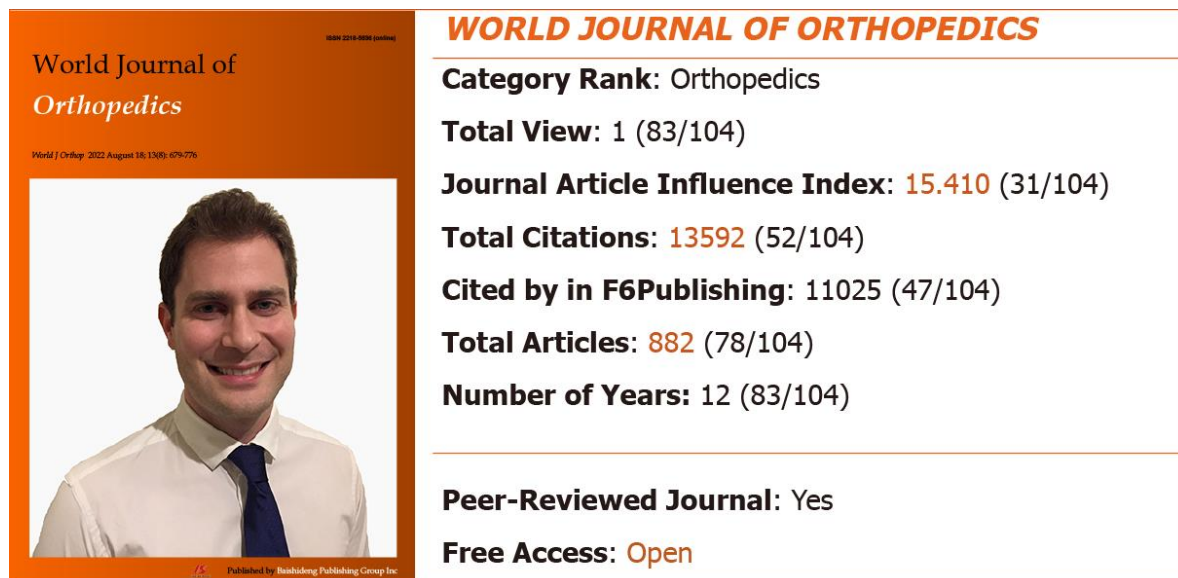 ISSN 2218-5836 (online)
World Journal of
Orthopedics
World J Orthop 2022 August 18; 13(8): 679-776
Published by Baishideng Publishing Group Inc
WORLD JOURNAL OF ORTHOPEDICS
Category Rank: Orthopedics
Total View: 1 (83/104)
Journal Article Influence Index: 15.410 (31/104)
Total Citations: 13592 (52/104)
Cited by in F6Publishing: 11025 (47/104)
Total Articles: 882 (78/104)
Number of Years: 12 (83/104)
Peer-Reviewed Journal: Yes
Free Access: Open